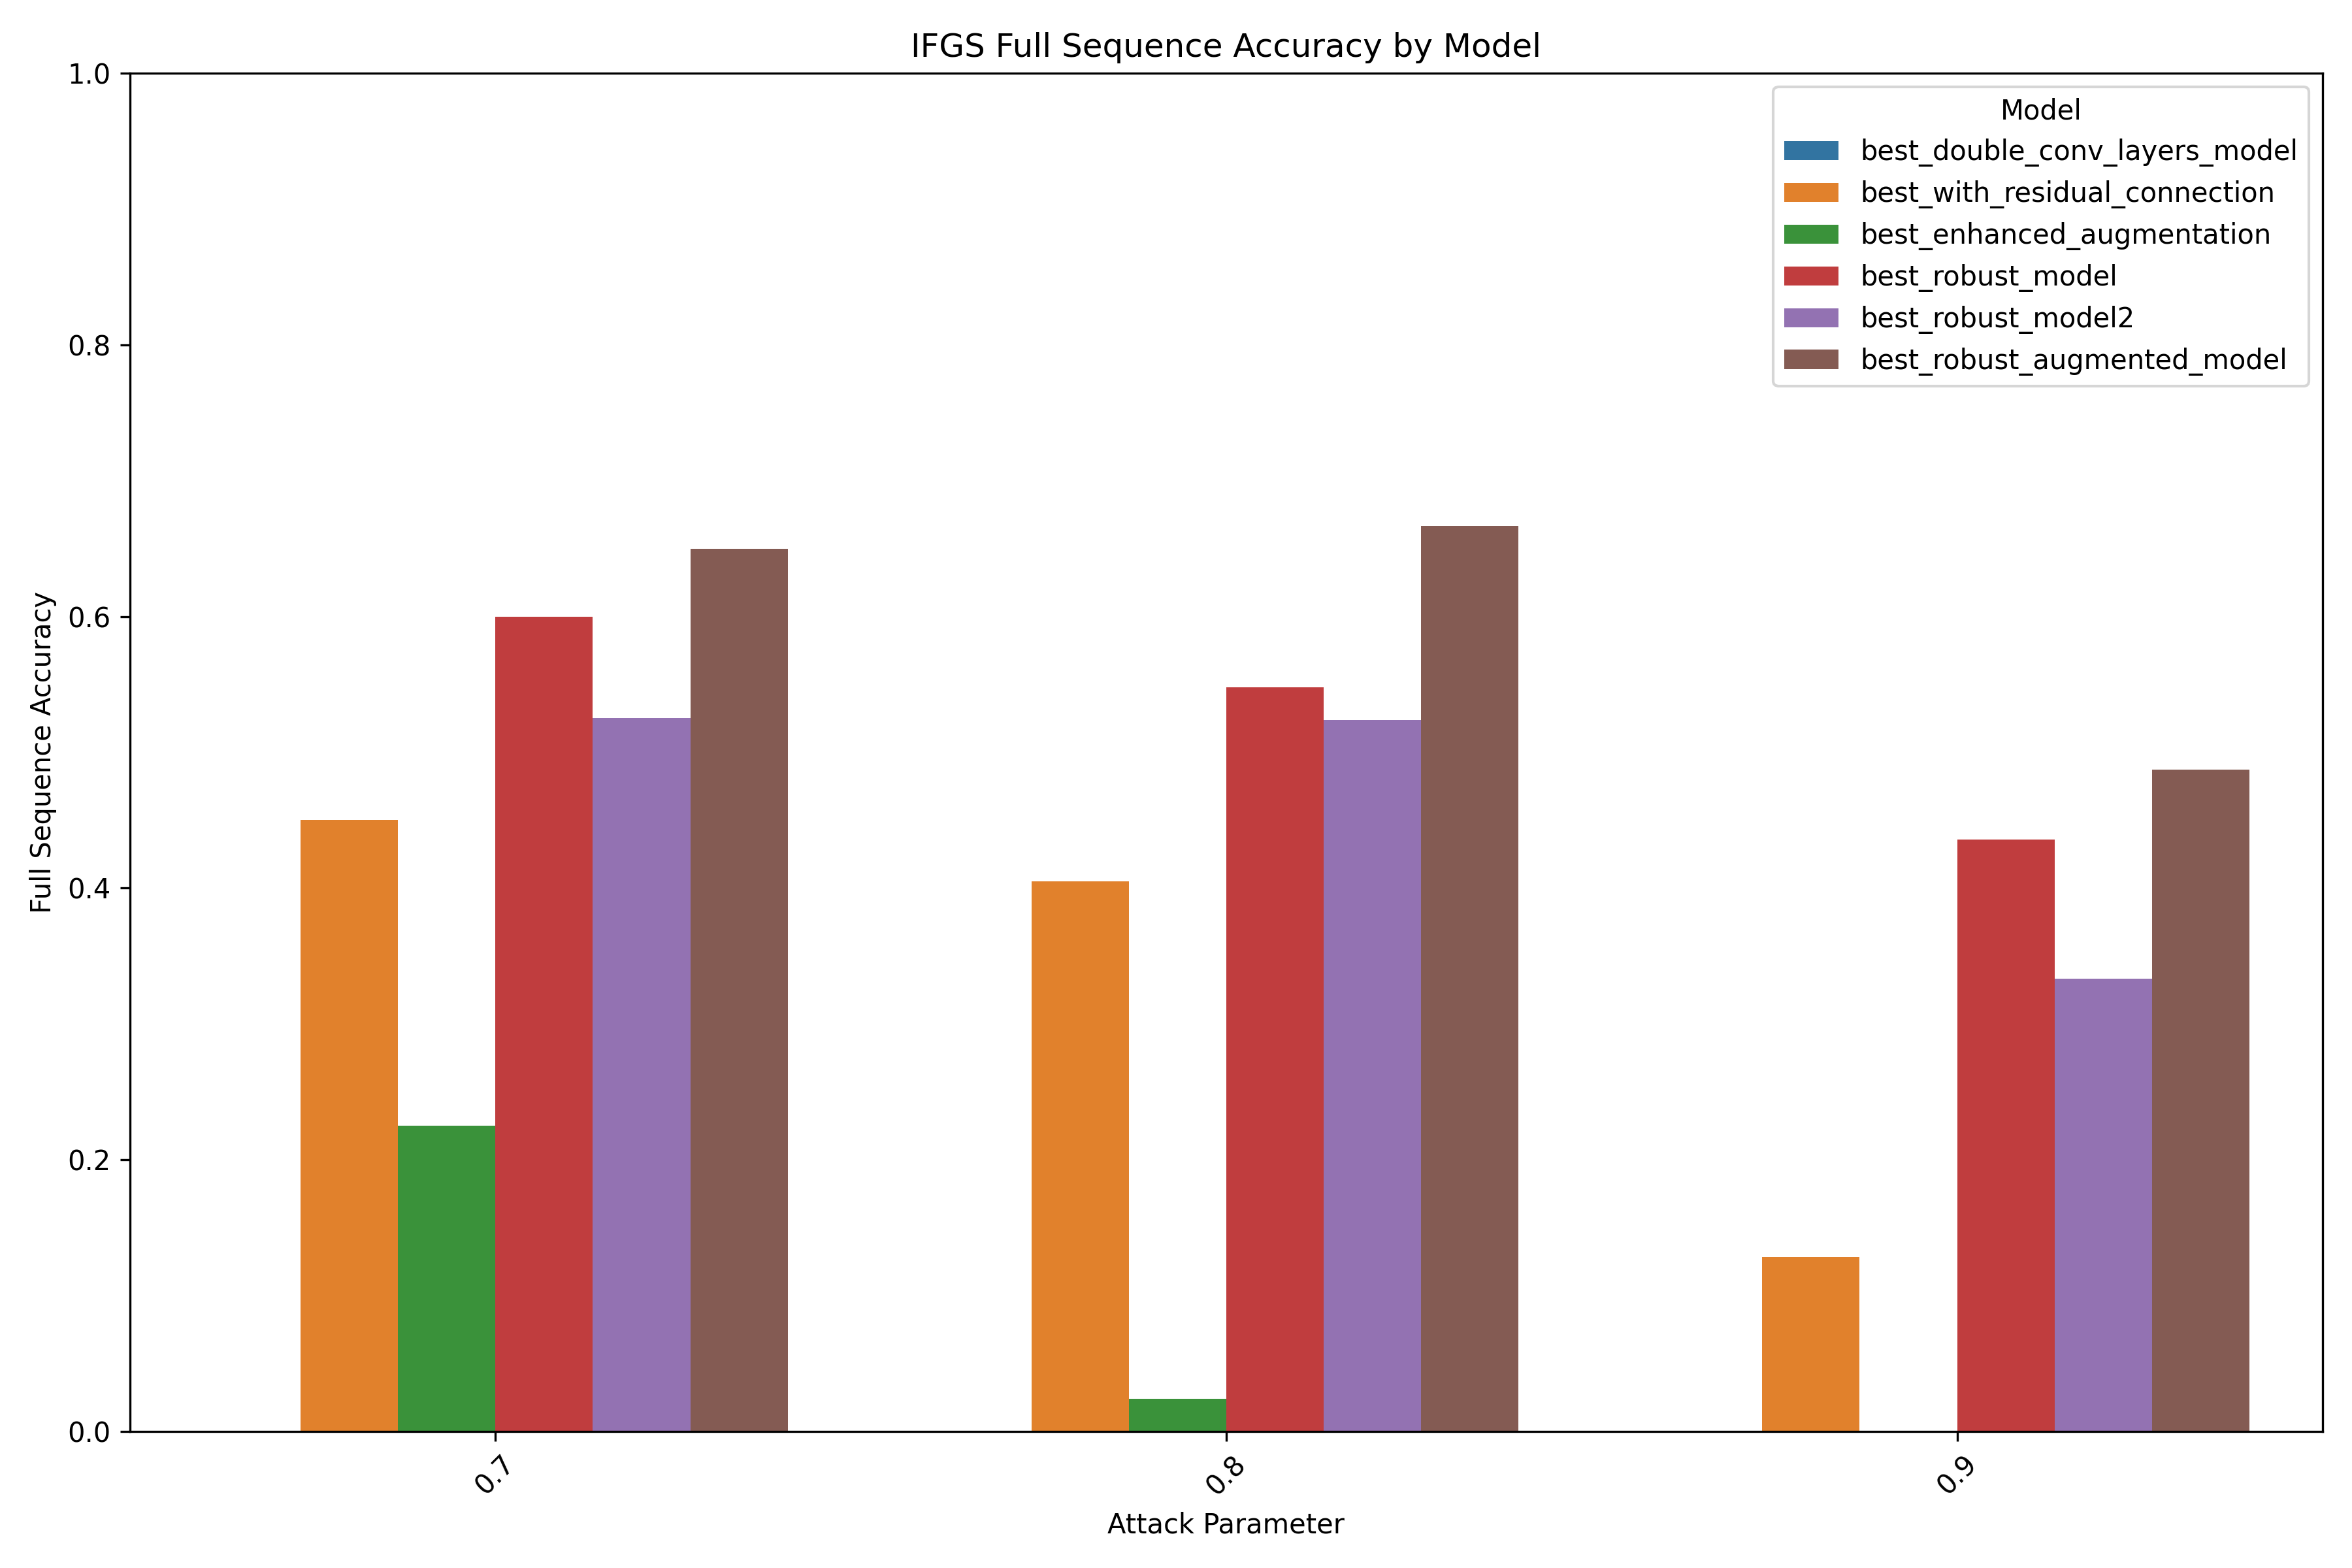 IFGS Full Sequence Accuracy by Model
Model
best_double_conv_layers_model
best_with_residual_connection
best_enhanced_augmentation
best_robust_model
best_robust_model2
best_robust_augmented_model
Full Sequence Accuracy
1.0
0.8
0.6
0.4
0.2
0.0
0.7
0.8
0.9
Attack Parameter